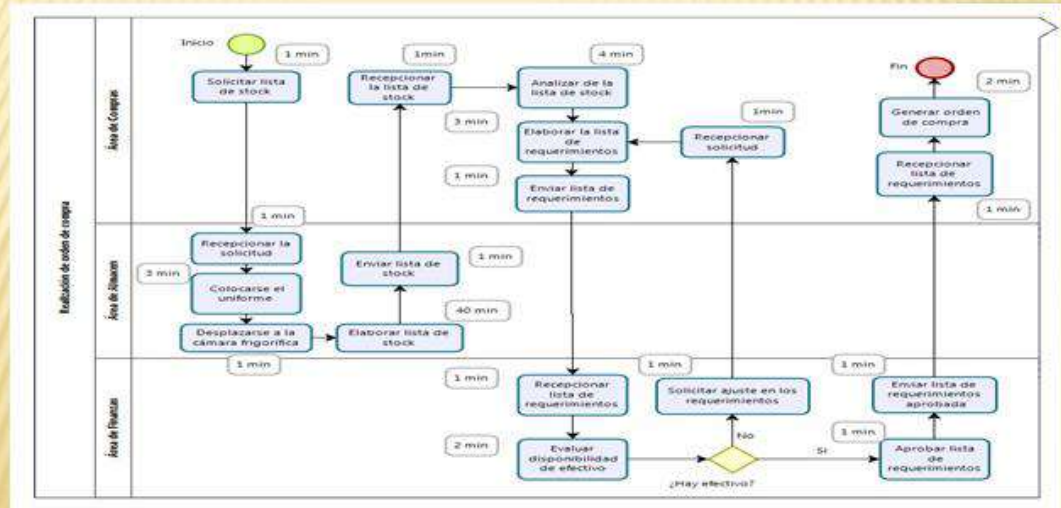 Realización de orden de compra
Área de Compras
Inicio
1 min
Solicitar lista
de stock
1min
Recepcionar
la lista de
stock
4 min
Analizar de la
lista de stock
3 min
Elaborar la lista
de
requerimientos
1 min
Enviar lista de
requerimientos
1min
Recepcionar
solicitud
Fin
2 min
Generar orden
de compra
Recepcionar
lista de
requerimientos
1 min
Área de Almacen
1 min
Recepcionar la
solicitud
3 min
Colocarse el
uniforme
Desplazarse a la
cámara frigorífica
1 min
Enviar lista de
stock
1 min
40 min
Elaborar lista de
stock
Área de Finanzas
1 min
Recepcionar
lista de
requerimientos
2 min
Evaluar
disponibilidad
de efectivo
1 min
Solicitar ajuste en los
requerimientos
No
¿Hay efectivo?
Si
1 min
Enviar lista de
requerimientos
aprobada
1 min
Aprobar lista
de
requerimientos